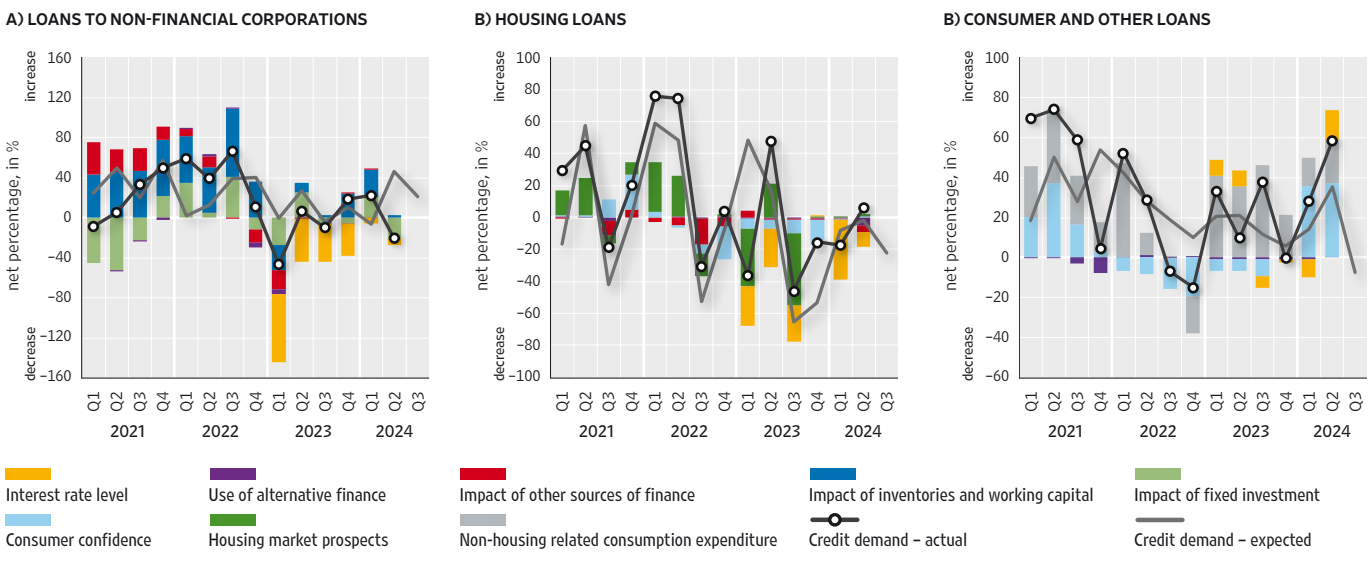 A) LOANS TO NON-FINANCIAL CORPORATIONS
net percentage, in %
increase
decrease
160
120
80
40
0
−40
−80
−120
−160
Q1 Q2 Q3 Q4 Q1 Q2 Q3 Q4 Q1 Q2 Q3 Q4 Q1 Q2 Q3
2021 2022 2023 2024
B) HOUSING LOANS
net percentage, in %
increase
decrease
100
80
60
40
20
0
−20
−40
−60
−80
−100
Q1 Q2 Q3 Q4 Q1 Q2 Q3 Q4 Q1 Q2 Q3 Q4 Q1 Q2 Q3
2021 2022 2023 2024
B) CONSUMER AND OTHER LOANS
net percentage, in %
increase
decrease
100
80
60
40
20
0
−20
−40
−60
Q1 Q2 Q3 Q4 Q1 Q2 Q3 Q4 Q1 Q2 Q3 Q4 Q1 Q2 Q3
2021 2022 2023 2024
Interest rate level
Use of alternative finance
Impact of other sources of finance
Impact of inventories and working capital
Impact of fixed investment
Consumer confidence
Housing market prospects
Non-housing related consumption expenditure
Credit demand – actual
Credit demand – expected